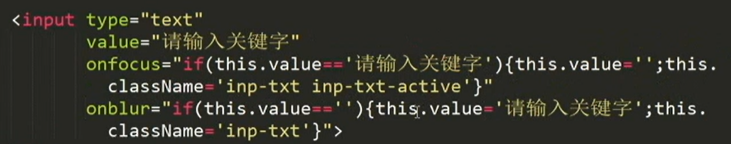 <input type="text"
value="请输入关键字"
onfocus="if(this.value=='请输入关键字'){this.value='';this.
className='inp-txt inp-txt-active'}"
onblur="if(this.value==''){this.value='请输入关键字';this.
className='inp-txt'}">